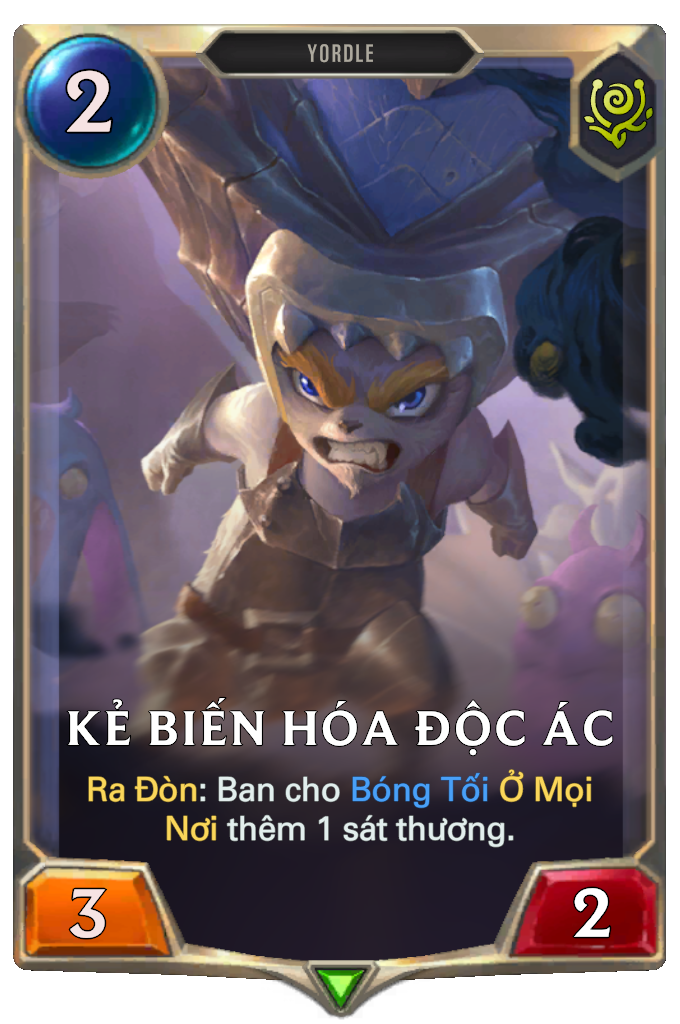 2
YORDLE
KẺ BIẾN HÓA ĐỘC ÁC
Ra Đòn: Ban cho Bóng Tối Ở Mọi
Nơi thêm 1 sát thương.
3
2